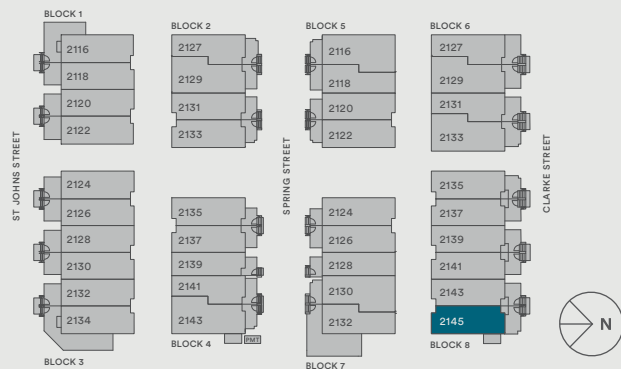 BLOCK 1
2116
2118
2120
2122
BLOCK 2
2127
2129
2131
2133
BLOCK 5
2116
2118
2120
2122
BLOCK 6
2127
2129
2131
2133
ST JOHNS STREET
SPRING STREET
CLARKE STREET
2124
2126
2128
2130
2132
2134
BLOCK 3
2135
2137
2139
2141
2143
BLOCK 4
PMT
2124
2126
2128
2130
2132
BLOCK 7
2135
2137
2139
2141
2143
2145
BLOCK 8
N